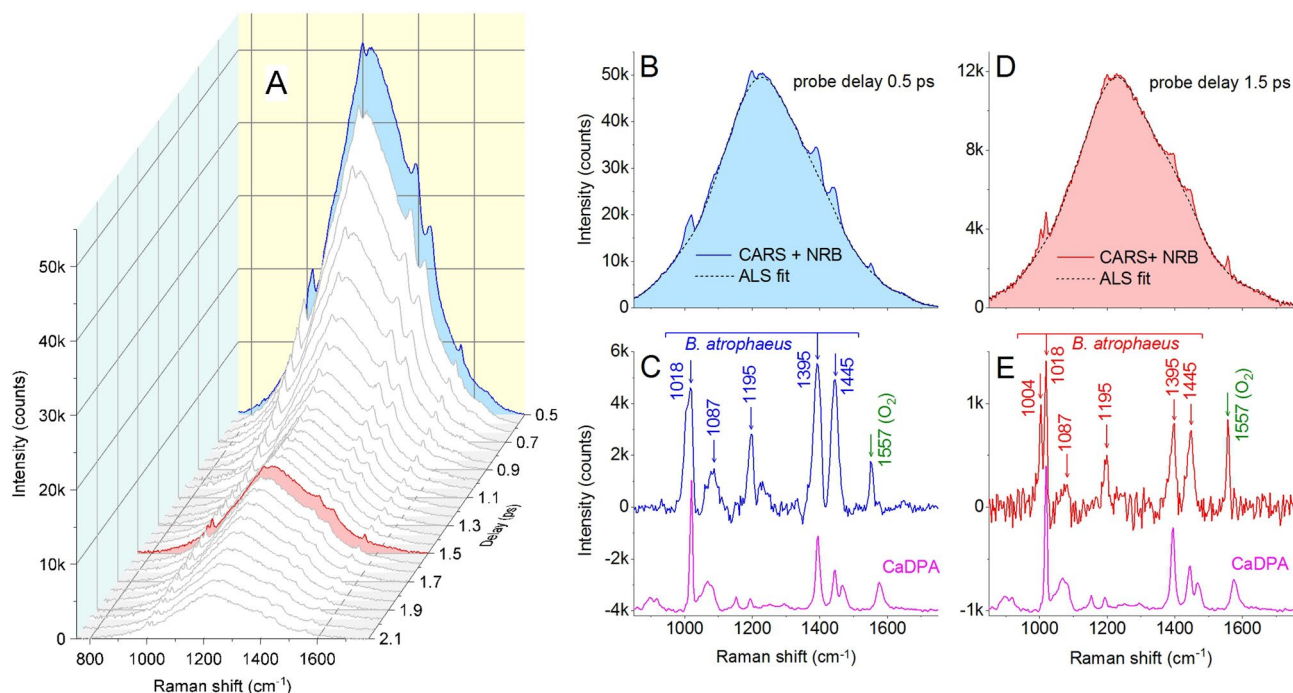 A
50k
40k
30k
20k
10k
0
Intensity (counts)
800 1000 1200 1400 1600
Raman shift (cm-1)
0.5
0.7
0.9
1.1
1.3
1.5
1.7
1.9
2.1
Delay (ps)
B
probe delay 0.5 ps
50k
40k
30k
20k
10k
0
Intensity (counts)
CARS + NRB
ALS fit
C
B. atrophaeus
1018
1087
1195
1395
1445
1557 (O2)
6k
4k
2k
0
-2k
-4k
Intensity (counts)
CaDPA
1000 1200 1400 1600
Raman shift (cm-1)
D
probe delay 1.5 ps
12k
8k
4k
0
CARS+ NRB
ALS fit
E
B. atrophaeus
1004
1018
1087
1195
1395
1445
1557 (O2)
1k
0
-1k
CaDPA
1000 1200 1400 1600
Raman shift (cm-1)